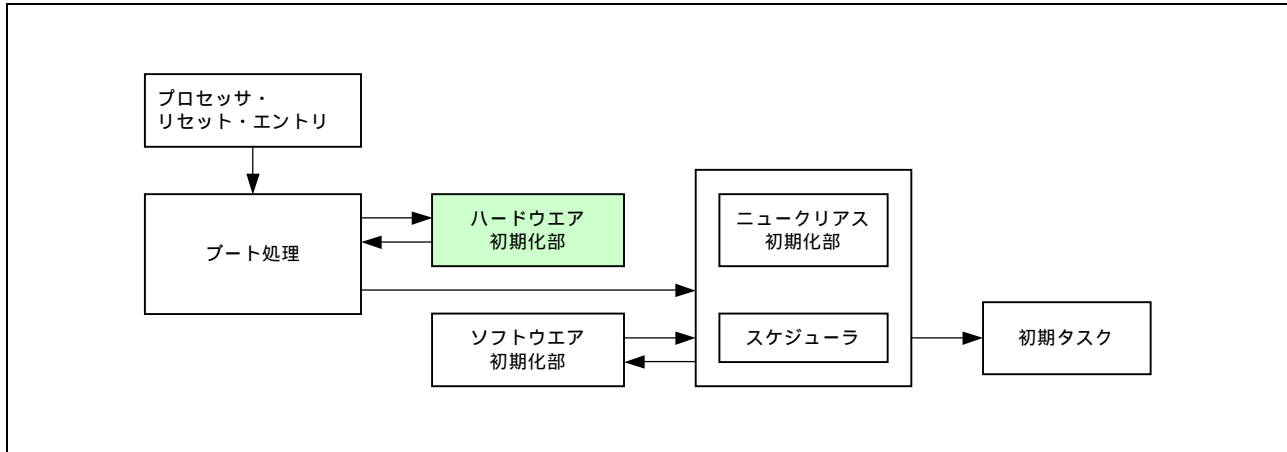 プロセッサ・
リセット・エントリ
ブート処理
ハードウエア
初期化部
ニュークリアス
初期化部
ソフトウエア
初期化部
スケジューラ
初期タスク